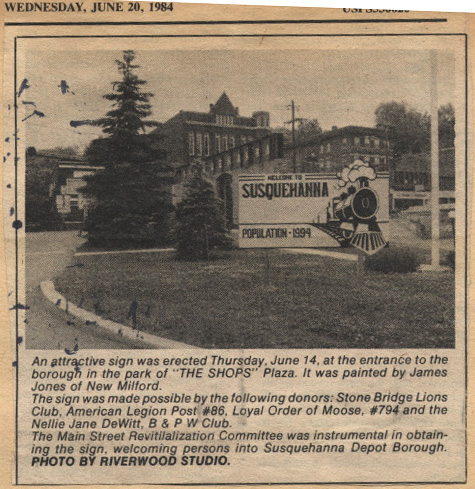 WEDNESDAY, JUNE 20, 1984
WELCOME TO
SUSQUEHANNA
POPULATION - 1994
An attractive sign was erected Thursday, June 14, at the entrance to the
borough in the park of "THE SHOPS" Plaza. It was painted by James
Jones of New Milford.
The sign was made possible by the following donors: Stone Bridge Lions
Club, American Legion Post #86, Loyal Order of Moose, #794 and the
Nellie Jane DeWitt, B & P W Club.
The Main Street Revitilalization Committee was instrumental in obtain-
ing the sign, welcoming persons into Susquehanna Depot Borough.
PHOTO BY RIVERWOOD STUDIO.